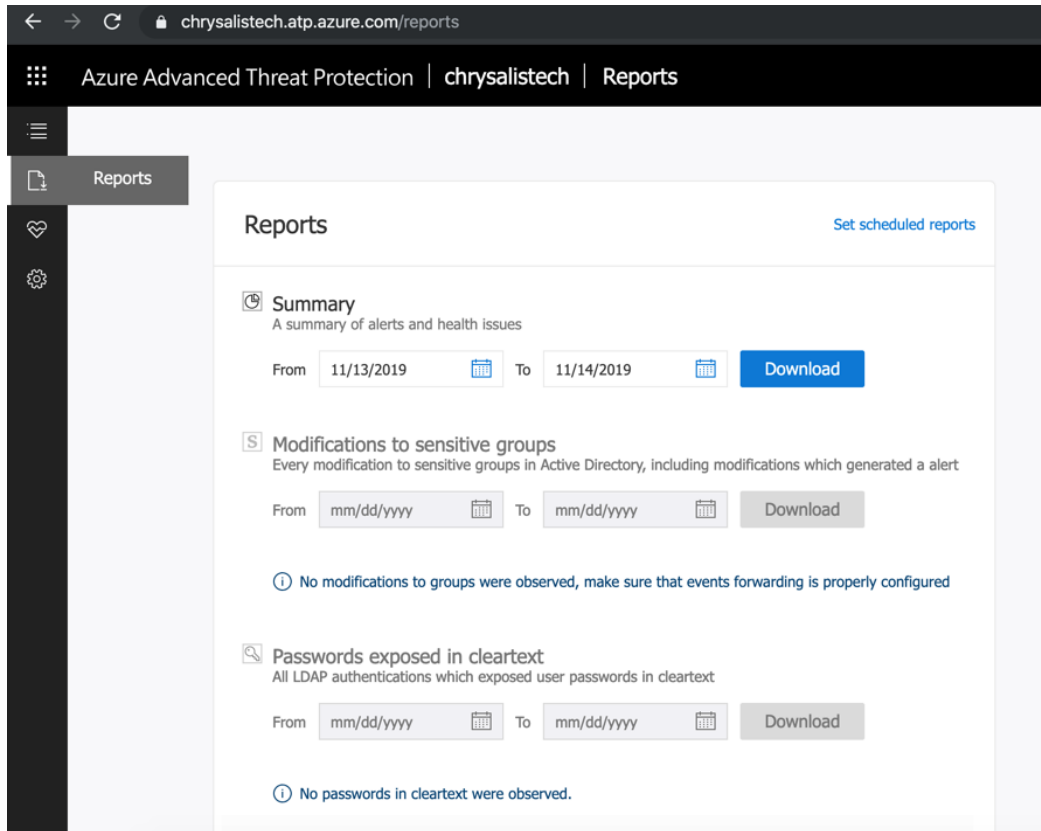 chrysalistech.atp.azure.com/reports
Azure Advanced Threat Protection | chrysalistech | Reports
Reports
Reports
Set scheduled reports
Summary
A summary of alerts and health issues
From 11/13/2019 To 11/14/2019 Download
S Modifications to sensitive groups
Every modification to sensitive groups in Active Directory, including modifications which generated a alert
From mm/dd/yyyy To mm/dd/yyyy Download
No modifications to groups were observed, make sure that events forwarding is properly configured
Passwords exposed in cleartext
All LDAP authentications which exposed user passwords in cleartext
From mm/dd/yyyy To mm/dd/yyyy Download
No passwords in cleartext were observed.